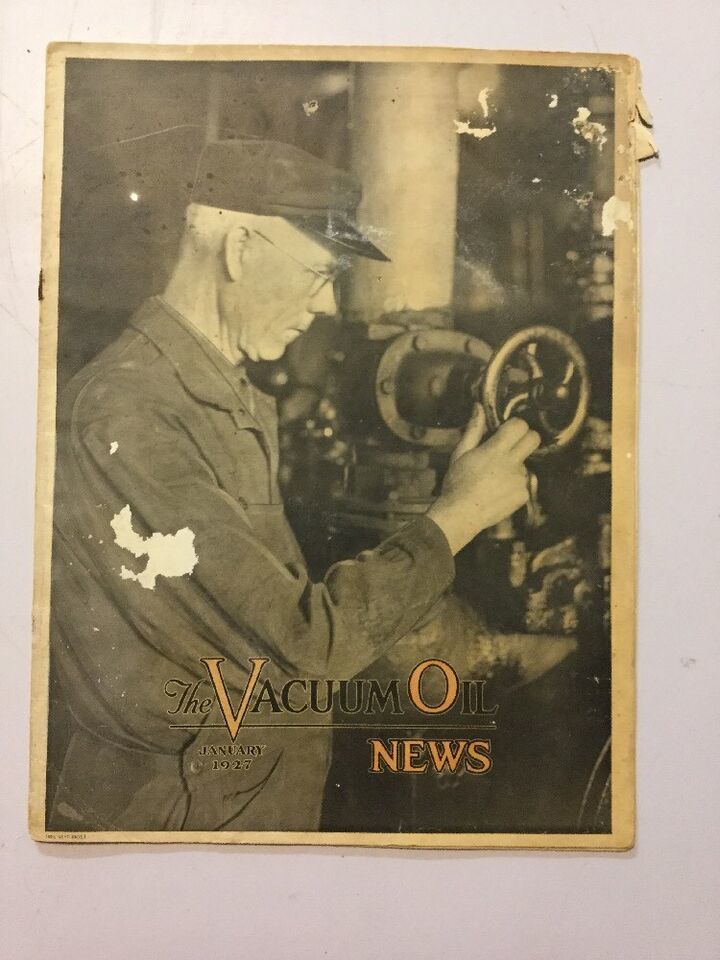 The VACUUM OIL
NEWS
JANUARY
1927